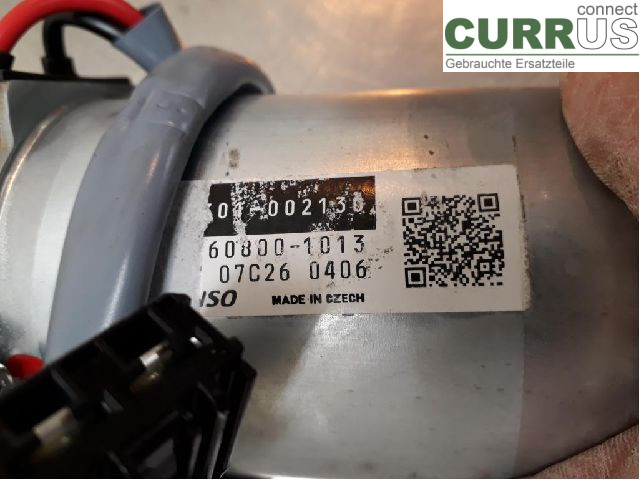 connect
CURRUS
Gebrauchte Ersatzteile
60800-1013
07C26 0406
MADE IN CZECH